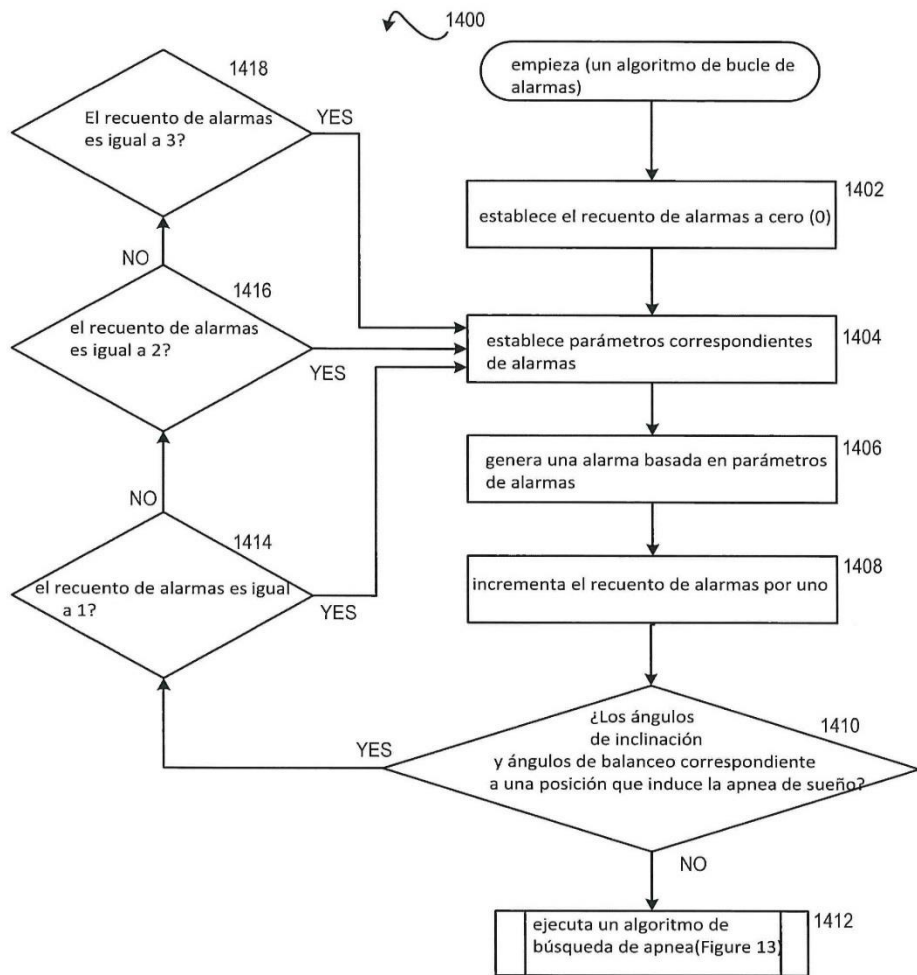 1400
empieza (un algoritmo de bucle de
alarmas)
1402
establece el recuento de alarmas a cero (0)
1404
establece parámetros correspondientes
de alarmas
1406
genera una alarma basada en parámetros
de alarmas
1408
incrementa el recuento de alarmas por uno
1410
¿Los ángulos
de inclinación
y ángulos de balanceo correspondiente
a una posición que induce la apnea de sueño?
YES
NO
1412
ejecuta un algoritmo de
búsqueda de apnea(Figure 13)
1414
el recuento de alarmas es igual
a 1?
YES
NO
1416
el recuento de alarmas
es igual a 2?
YES
NO
1418
El recuento de alarmas
es igual a 3?
YES